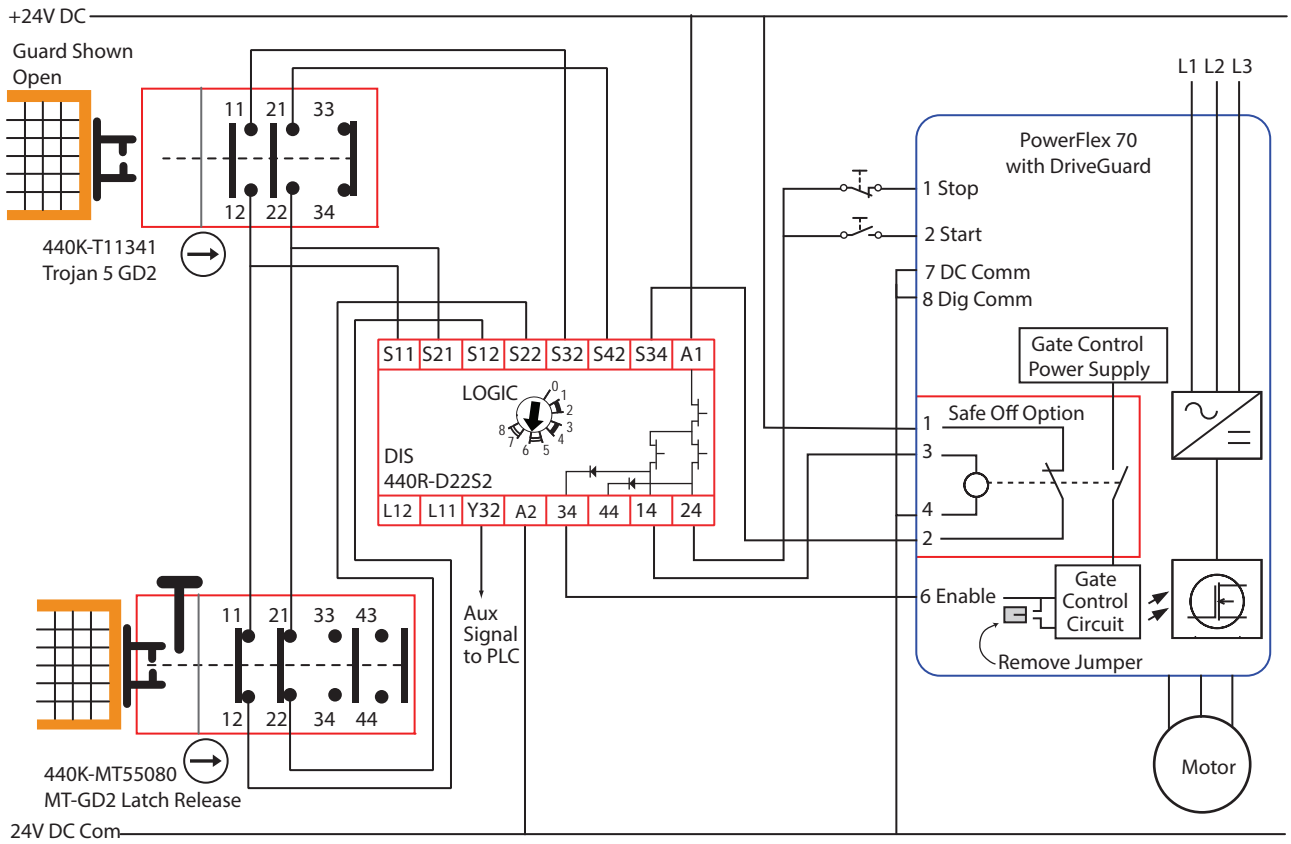 +24V DC
Guard Shown
Open
11 21 33
12 22 34
440K-T11341
Trojan 5 GD2
S11 S21 S12 S22 S32 S42 S34 A1
LOGIC
0
1
2
3
4
5
6
7
8
DIS
440R-D22S2
L12 L11 Y32 A2 34 44 14 24
Aux
Signal
to PLC
11 21 33 43
12 22 34 44
440K-MT55080
MT-GD2 Latch Release
24V DC Com
L1 L2 L3
PowerFlex 70
with DriveGuard
1 Stop
2 Start
7 DC Comm
8 Dig Comm
Gate Control
Power Supply
Safe Off Option
1
3
4
2
6 Enable
Gate
Control
Circuit
Remove Jumper
Motor